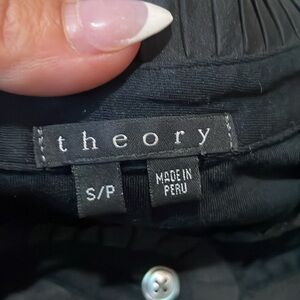 theory
S/P
MADE IN
PERU